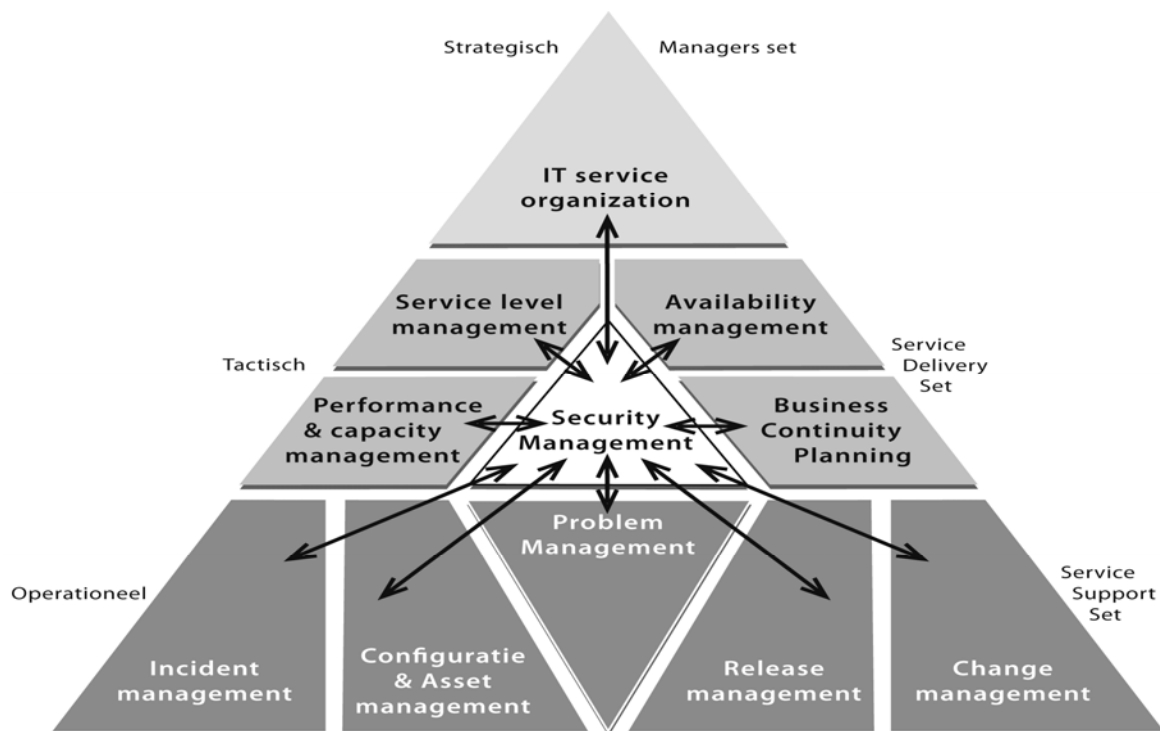 Strategisch
Managers set
IT service
organization
Service level
management
Availability
management
Tactisch
Service
Delivery
Set
Performance
& capacity
management
Security
Management
Business
Continuity
Planning
Problem
Management
Operationeel
Service
Support
Set
Incident
management
Configuratie
& Asset
management
Release
management
Change
management